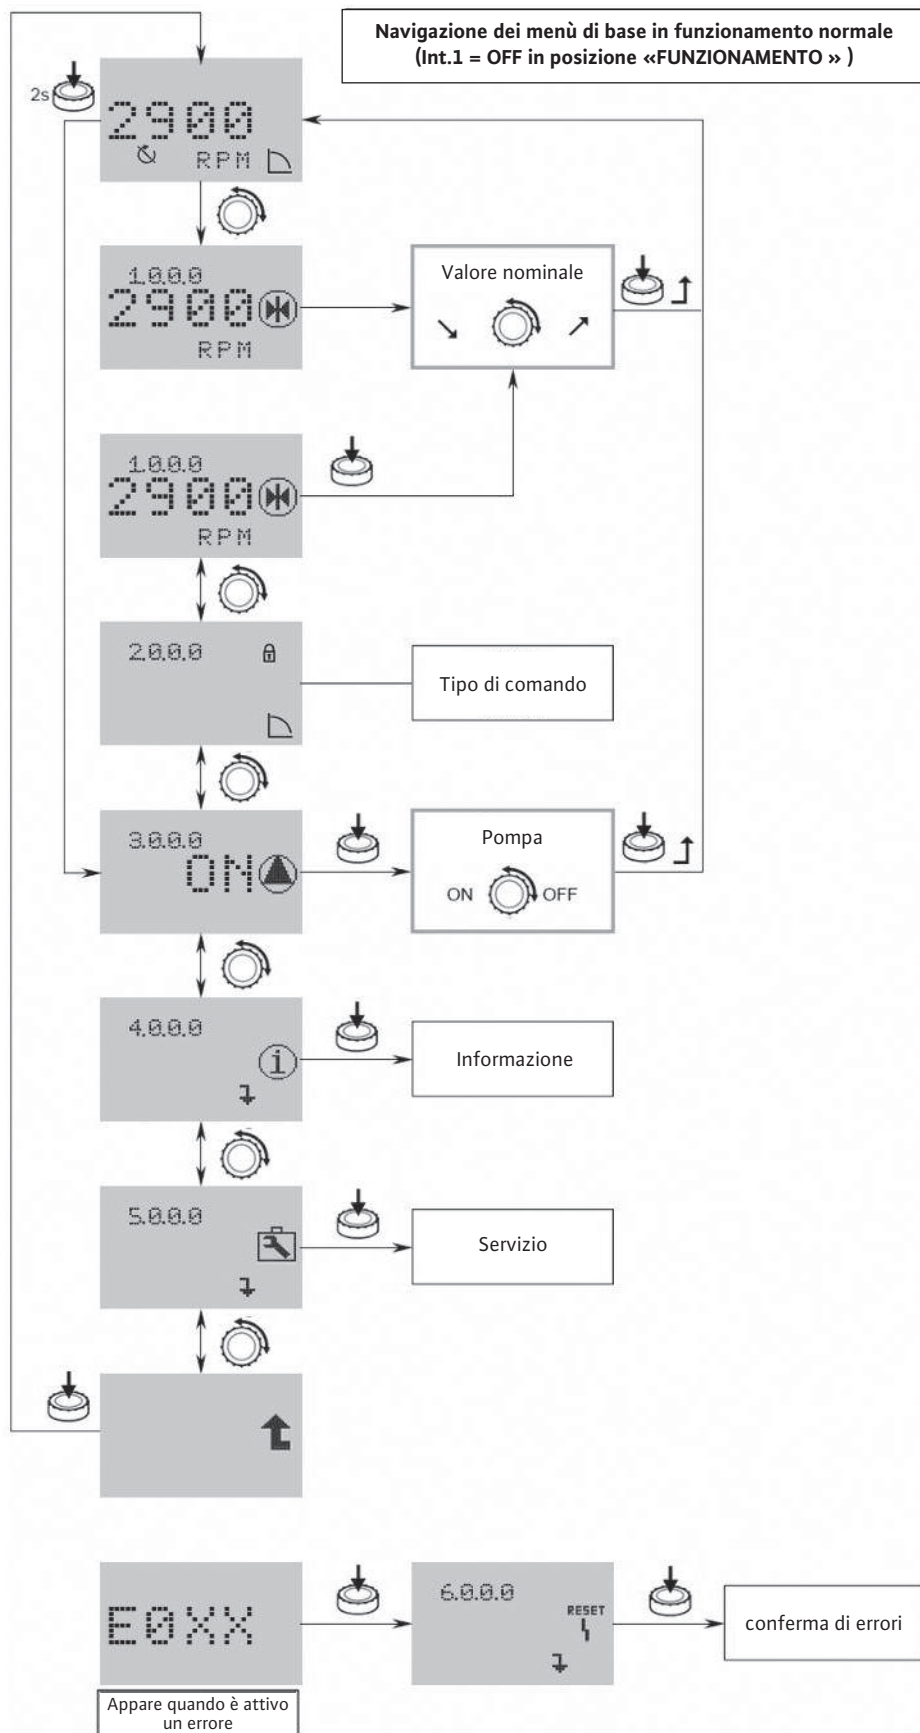 Navigazione dei menù di base in funzionamento normale
(Int.1 = OFF in posizione «FUNZIONAMENTO » )
2s
2900
RPM
1.0.0.0
2900
RPM
Valore nominale
1.0.0.0
2900
RPM
2.0.0.0
Tipo di comando
3.0.0.0
ON
Pompa
ON OFF
4.0.0.0
i
Informazione
5.0.0.0
Servizio
E0XX
6.0.0.0
RESET
conferma di errori
Appare quando è attivo
un errore